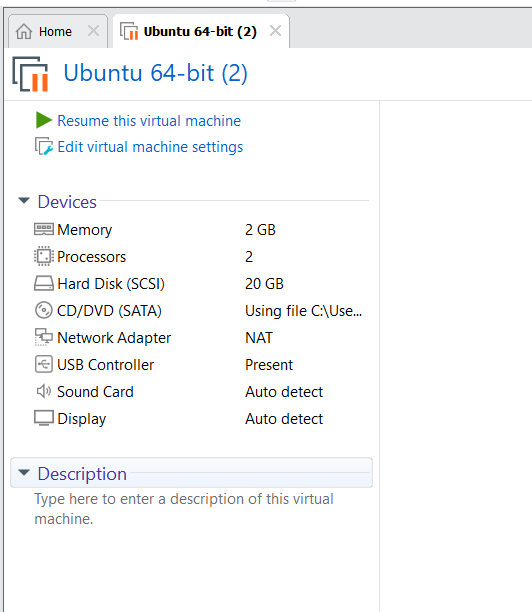 Home
Ubuntu 64-bit (2)
Ubuntu 64-bit (2)
Resume this virtual machine
Edit virtual machine settings
Devices
Memory 2 GB
Processors 2
Hard Disk (SCSI) 20 GB
CD/DVD (SATA) Using file C:\Use...
Network Adapter NAT
USB Controller Present
Sound Card Auto detect
Display Auto detect
Description
Type here to enter a description of this virtual
machine.